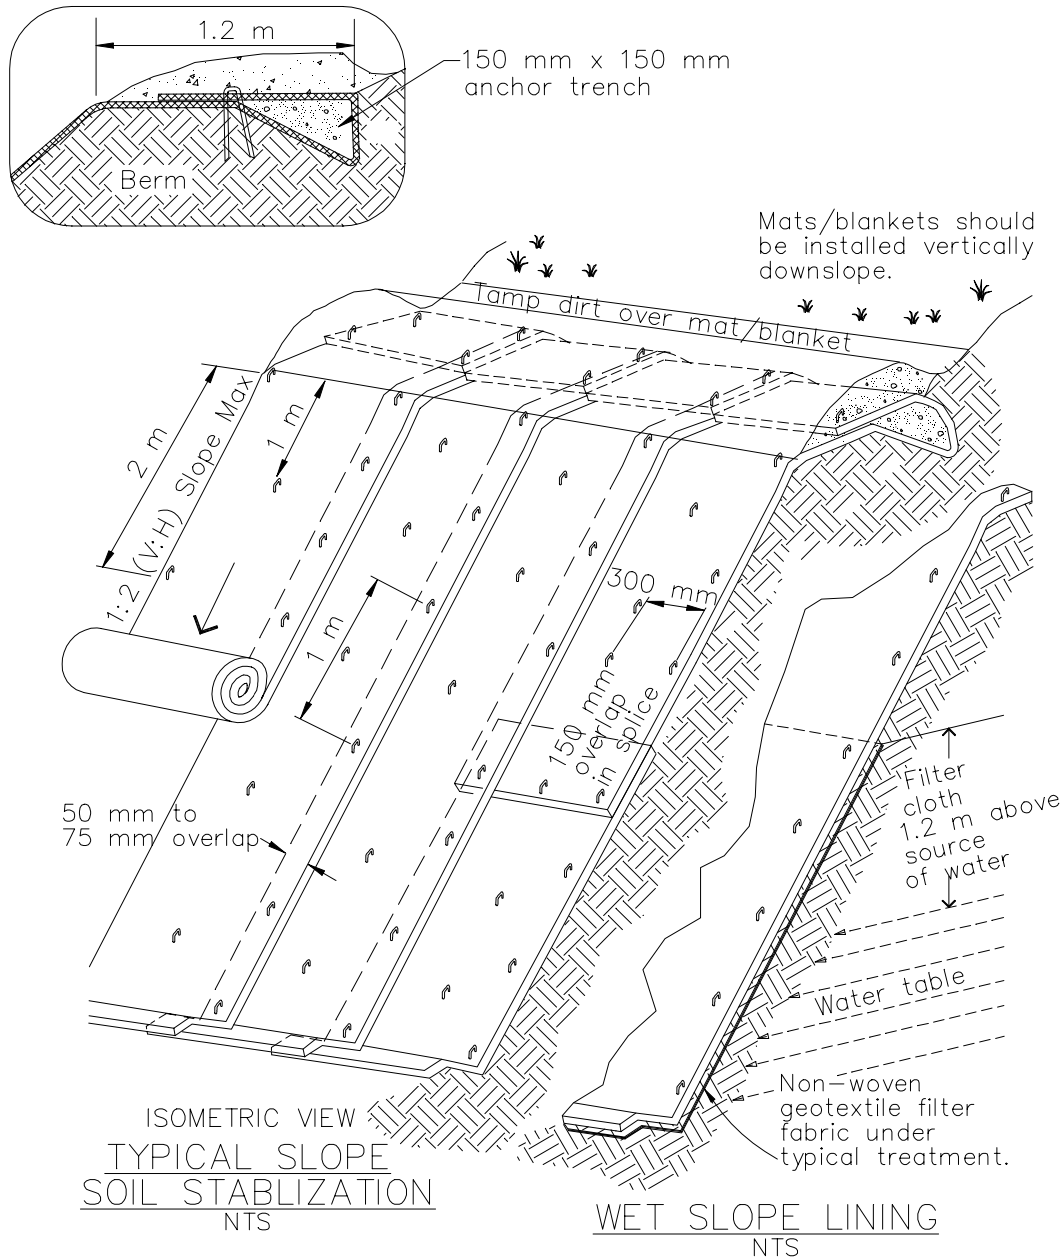 1.2 m
150 mm x 150 mm
anchor trench
Berm
Mats/blankets should
be installed vertically
downslope.
Tamp dirt over mat/blanket
2 m
1:2 (V:H) Slope Max
1 m
300 mm
1 m
150 mm
overlap
in splice
50 mm to
75 mm overlap
Filter
cloth
1.2 m above
source
of water
Water table
Non-woven
geotextile filter
fabric under
typical treatment.
ISOMETRIC VIEW
TYPICAL SLOPE
SOIL STABLIZATION
NTS
WET SLOPE LINING
NTS